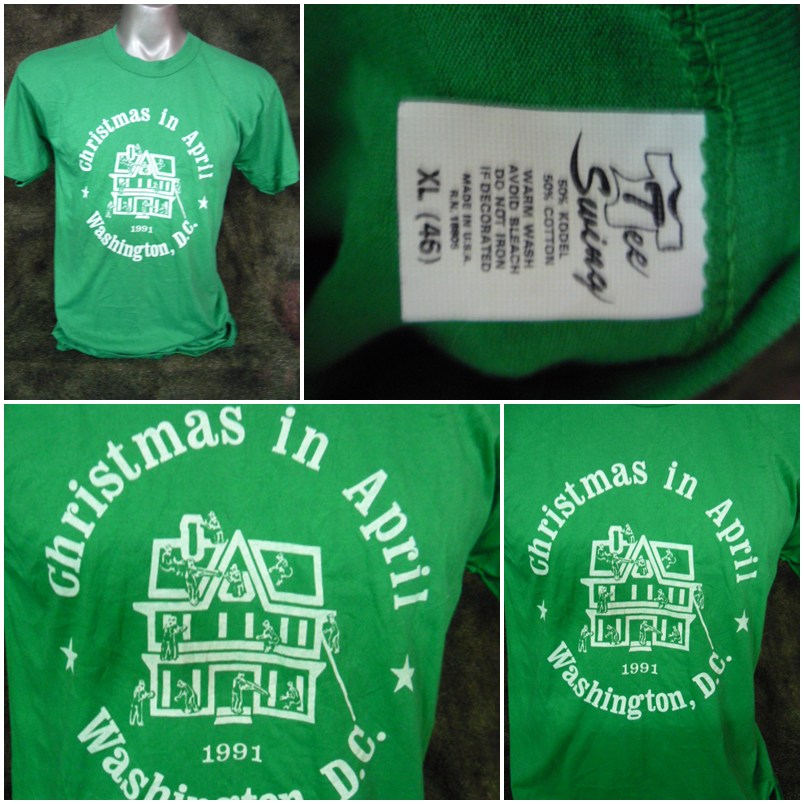 Christmas in April
1991
Washington, D.C.
Tee
Swing
50% KODEL
50% COTTON
WARM WASH
AVOID BLEACH
DO NOT IRON
IF DECORATED
MADE IN U.S.A.
XL (46)
Christmas in April
1991
Washington, D.C.
Christmas in April
1991
Washington, D.C.